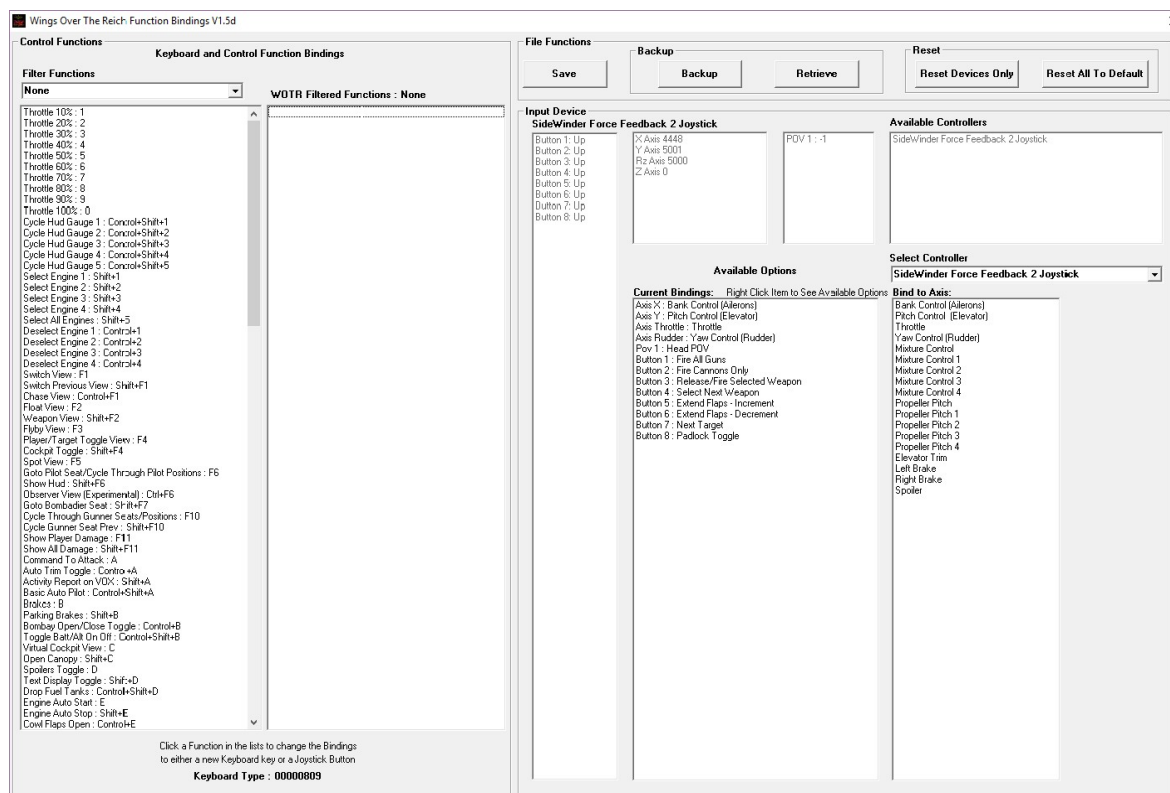 Wings Over The Reich Function Bindings V1.5d
Control Functions
Keyboard and Control Function Bindings
Filter Functions
None
WOTR Filtered Functions : None
Throttle 10% : 1
Throttle 20% : 2
Throttle 30% : 3
Throttle 40% : 4
Throttle 50% : 5
Throttle 60% : 6
Throttle 70% : 7
Throttle 80% : 8
Throttle 90% : 9
Throttle 100% : 0
Cycle Hud Gauge 1 : Control+Shift+1
Cycle Hud Gauge 2 : Control+Shift+2
Cycle Hud Gauge 3 : Control+Shift+3
Cycle Hud Gauge 4 : Control+Shift+4
Cycle Hud Gauge 5 : Control+Shift+5
Select Engine 1 : Shift+1
Select Engine 2 : Shift+2
Select Engine 3 : Shift+3
Select Engine 4 : Shift+4
Select All Engines : Shift+5
Deselect Engine 1 : Control+1
Deselect Engine 2 : Control+2
Deselect Engine 3 : Control+3
Deselect Engine 4 : Control+4
Switch View : F1
Switch Previous View : Shift+F1
Chase View : Control+F1
Float View : F2
Weapon View : Shift+F2
Flyby View : F3
Player/Target Toggle View : F4
Cockpit Toggle : Shift+F4
Spot View : F5
Goto Pilot Seat/Cycle Through Pilot Positions : F6
Show Hud : Shift+F6
Observer View (Experimental) : Ctrl+F6
Goto Bombadier Seat : Shift+F7
Cycle Through Gunner Seats/Positions : F10
Cycle Gunner Seat Prev : Shift+F10
Show Player Damage : F11
Show All Damage : Shift+F11
Command To Attack : A
Auto Trim Toggle : Control+A
Activity Report on VOX : Shift+A
Basic Auto Pilot : Control+Shift+A
Brakes : B
Parking Brakes : Shift+B
Bombay Open/Close Toggle : Control+B
Toggle Batt/Alt On Off : Control+Shift+B
Virtual Cockpit View : C
Open Canopy : Shift+C
Spoilers Toggle : D
Text Display Toggle : Shift+D
Drop Fuel Tanks : Control+Shift+D
Engine Auto Start : E
Engine Auto Stop : Shift+E
Cowl Flaps Open : Control+E
Click a Function in the lists to change the Bindings
to either a new Keyboard key or a Joystick Button
Keyboard Type : 00000809
File Functions
Save
Backup
Backup
Retrieve
Reset
Reset Devices Only
Reset All To Default
Input Device
SideWinder Force Feedback 2 Joystick
Button 1: Up
Button 2: Up
Button 3: Up
Button 4: Up
Button 5: Up
Button 6: Up
Button 7: Up
Button 8: Up
X Axis 4448
Y Axis 5001
Rz Axis 5000
Z Axis 0
POV 1 : -1
Available Controllers
SideWinder Force Feedback 2 Joystick
Select Controller
SideWinder Force Feedback 2 Joystick
Available Options
Current Bindings: Right Click Item to See Available Options
Axis X : Bank Control (Ailerons)
Axis Y : Pitch Control (Elevator)
Axis Throttle : Throttle
Axis Rudder : Yaw Control (Rudder)
Pov 1 : Head POV
Button 1 : Fire All Guns
Button 2 : Fire Cannons Only
Button 3 : Release/Fire Selected Weapon
Button 4 : Select Next Weapon
Button 5 : Extend Flaps - Increment
Button 6 : Extend Flaps - Decrement
Button 7 : Next Target
Button 8 : Padlock Toggle
Bind to Axis:
Bank Control (Ailerons)
Pitch Control (Elevator)
Throttle
Yaw Control (Rudder)
Mixture Control
Mixture Control 1
Mixture Control 2
Mixture Control 3
Mixture Control 4
Propeller Pitch
Propeller Pitch 1
Propeller Pitch 2
Propeller Pitch 3
Propeller Pitch 4
Elevator Trim
Left Brake
Right Brake
Spoiler